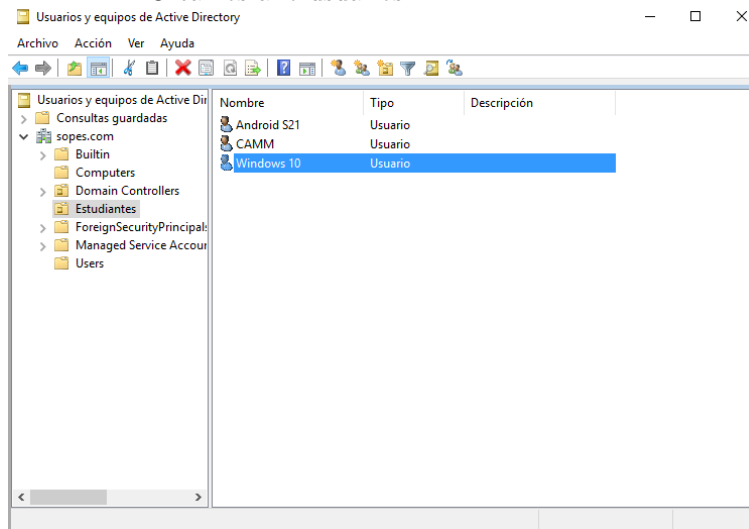 Usuarios y equipos de Active Directory
Archivo Acción Ver Ayuda
Usuarios y equipos de Active Dir
Consultas guardadas
sopes.com
Builtin
Computers
Domain Controllers
Estudiantes
ForeignSecurityPrincipals
Managed Service Accour
Users
Nombre Tipo Descripción
Android S21 Usuario
CAMM Usuario
Windows 10 Usuario